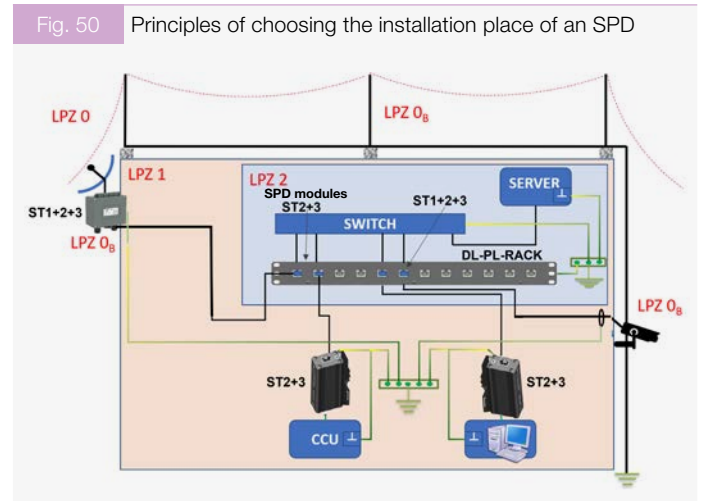 Fig. 50 Principles of choosing the installation place of an SPD
LPZ 0
LPZ 0B
LPZ 1
LPZ 2
SPD modules
ST2+3
ST1+2+3
SERVER
SWITCH
ST1+2+3
LPZ 0B
DL-PL-RACK
LPZ 0B
ST2+3
ST2+3
CCU